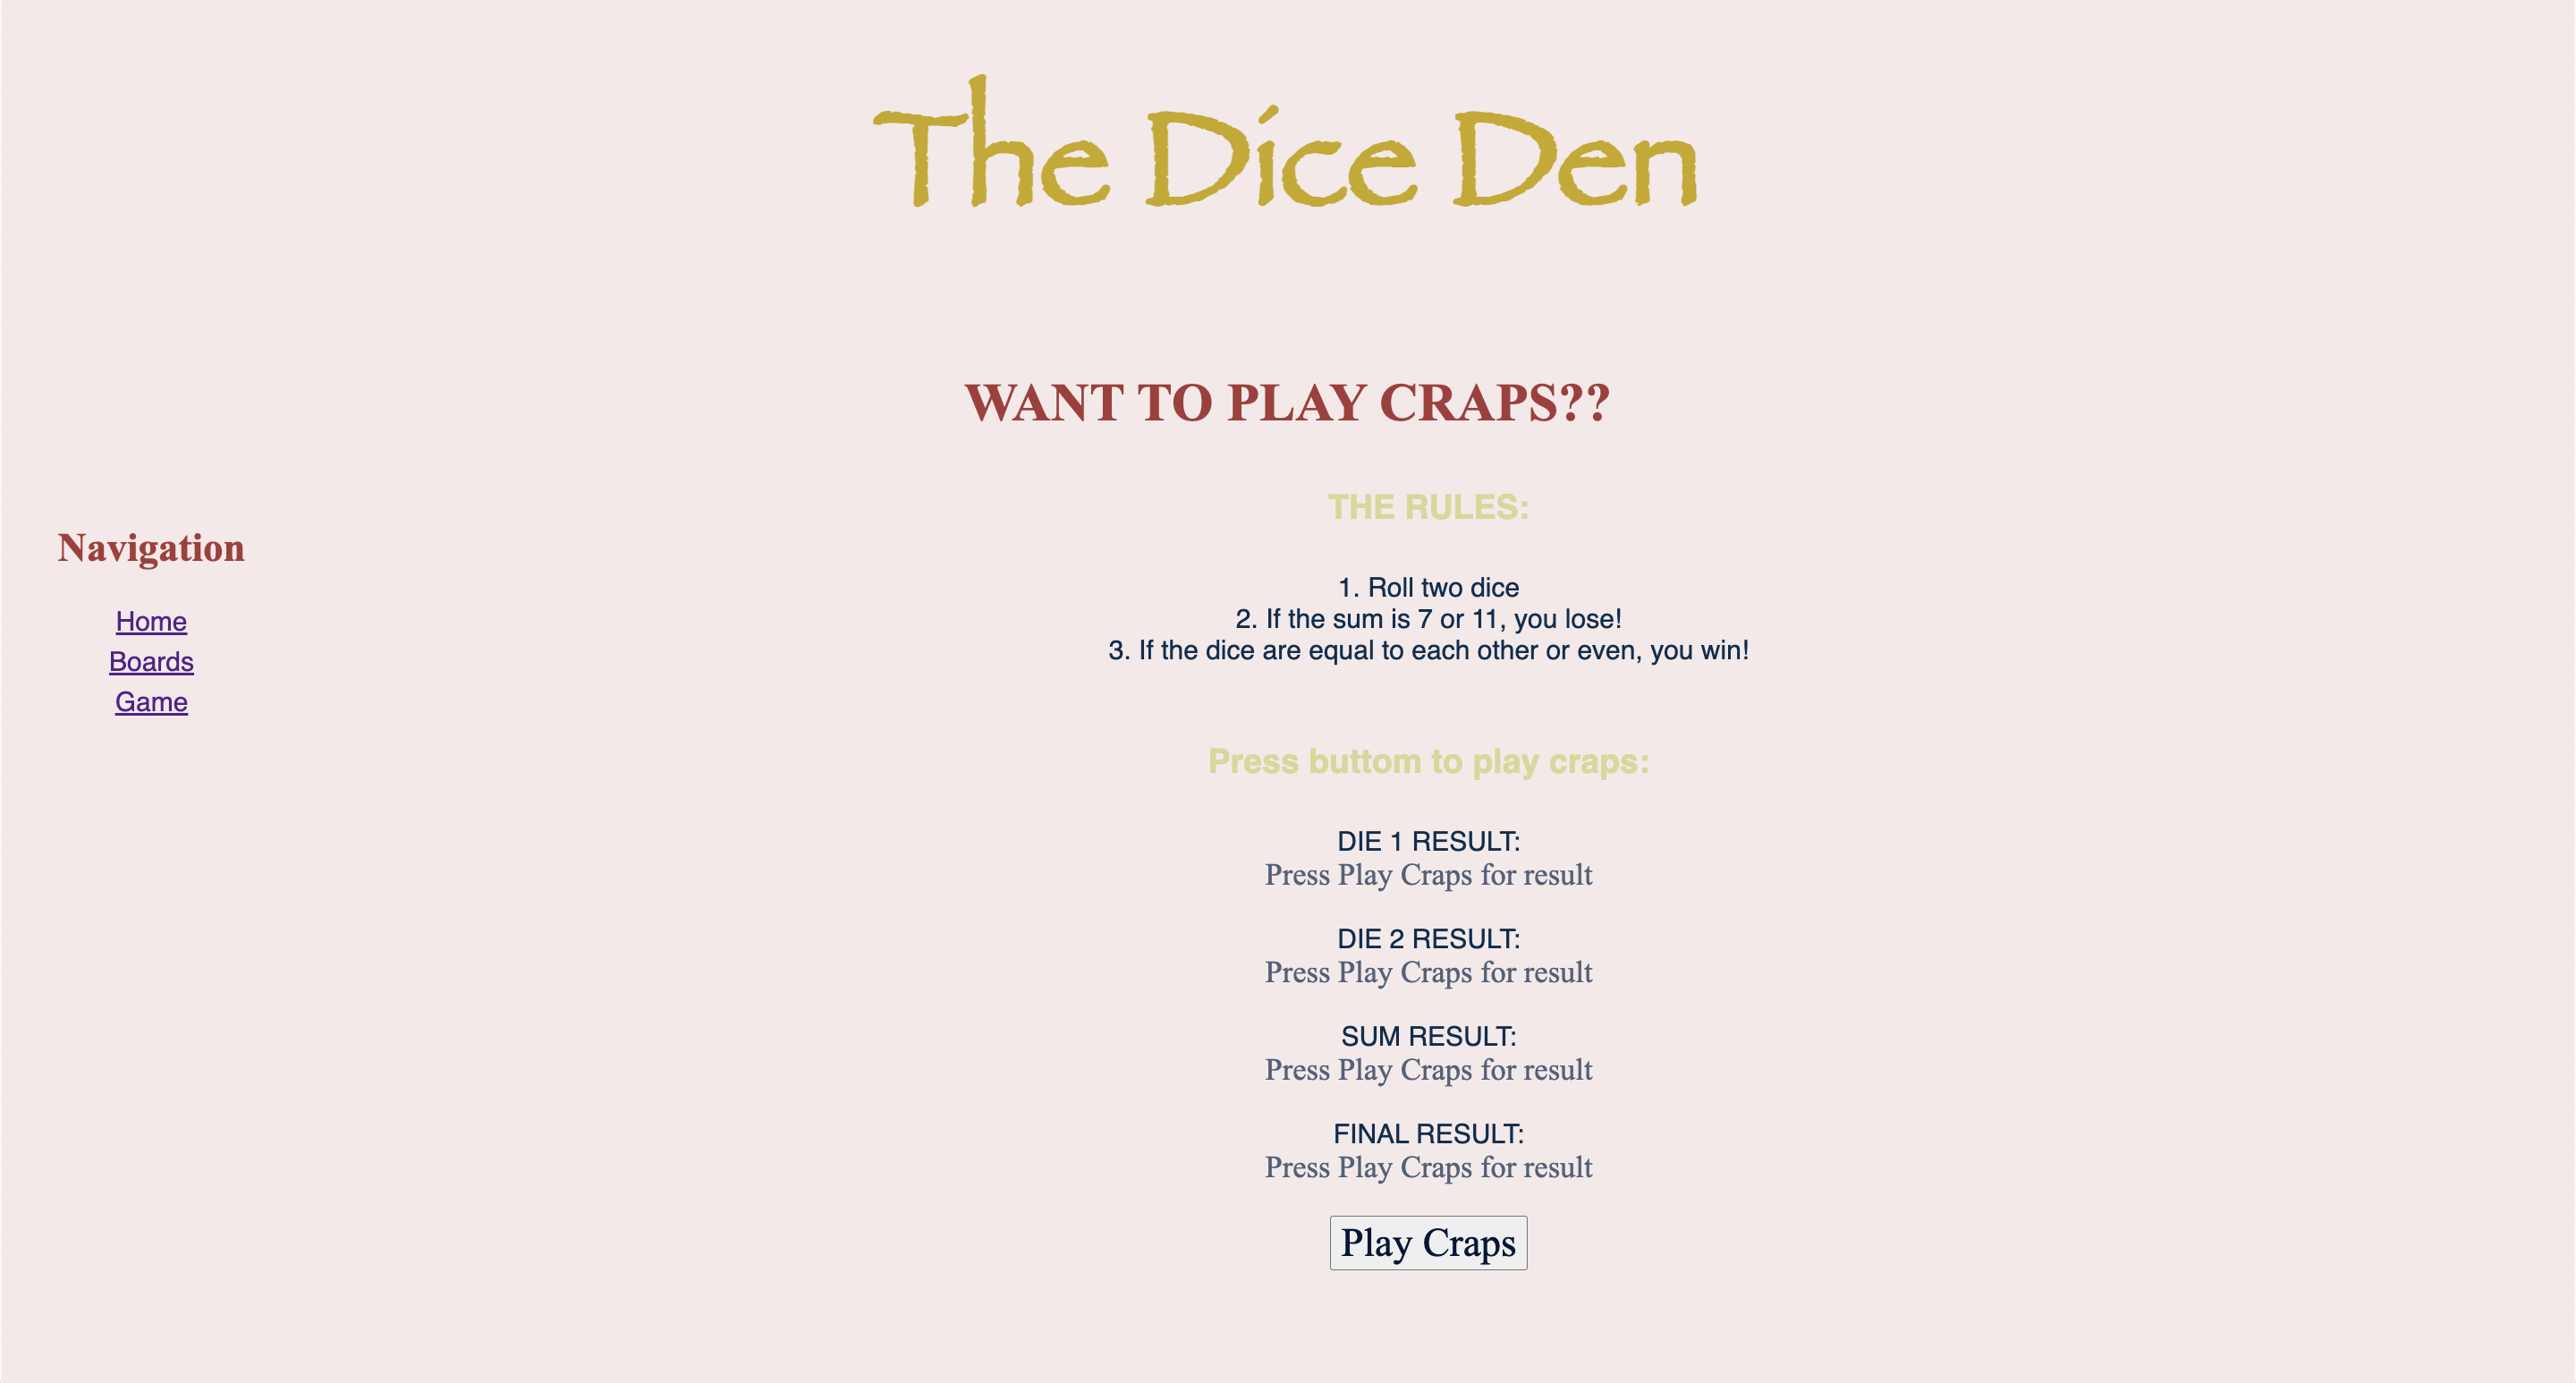 The Dice Den
WANT TO PLAY CRAPS??
Navigation
Home
Boards
Game
THE RULES:
1. Roll two dice
2. If the sum is 7 or 11, you lose!
3. If the dice are equal to each other or even, you win!
Press buttom to play craps:
DIE 1 RESULT:
Press Play Craps for result
DIE 2 RESULT:
Press Play Craps for result
SUM RESULT:
Press Play Craps for result
FINAL RESULT:
Press Play Craps for result
Play Craps